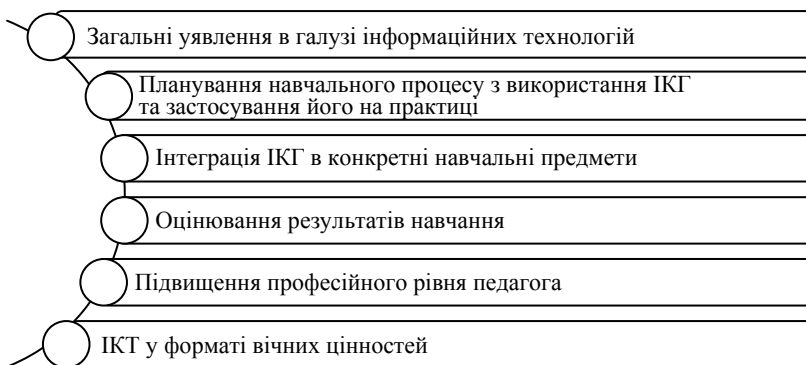 Загальні уявлення в галузі інформаційних технологій
Планування навчального процесу з використання ІКГ
та застосування його на практиці
Інтеграція ІКГ в конкретні навчальні предмети
Оцінювання результатів навчання
Підвищення професійного рівня педагога
ІКТ у форматі вічних цінностей